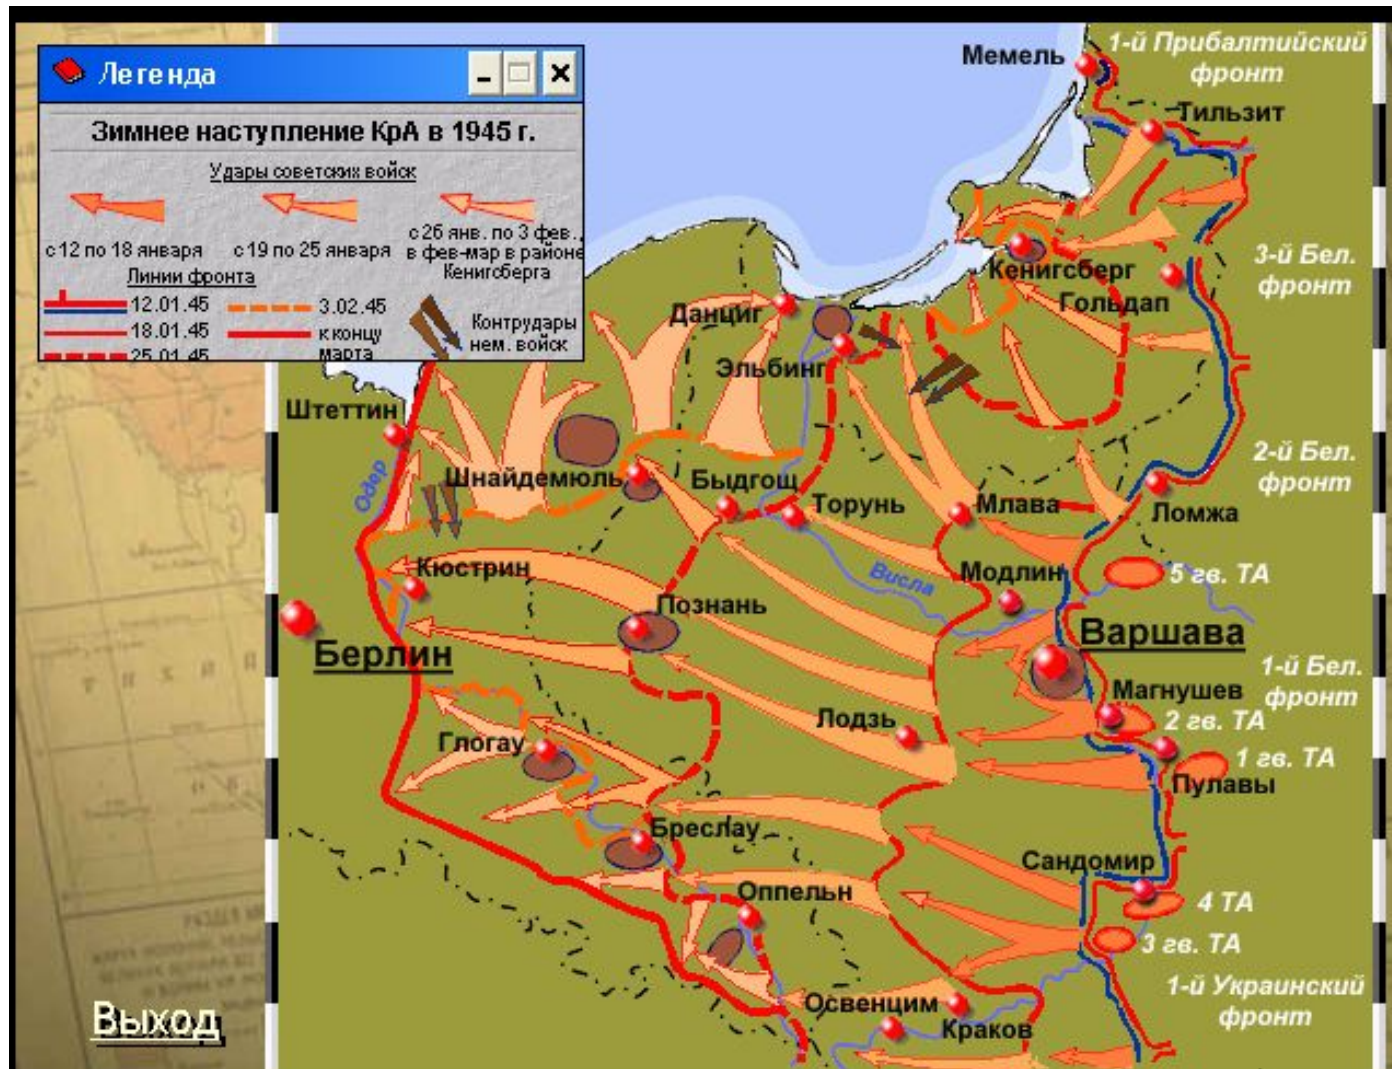 Легенда
Зимнее наступление КрА в 1945 г.
Удары советских войск
с 12 по 18 января
с 19 по 25 января
с 26 янв. по 3 фев.,
в фев-мар в районе
Кенигсберга
Линии фронта
12.01.45
3.02.45
18.01.45
к концу
марта
25.01.45
Контрудары
нем. войск
1-й Прибалтийский
фронт
Мемель
Тильзит
3-й Бел.
фронт
Кенигсберг
Гольдап
Данциг
Эльбинг
Штеттин
2-й Бел.
фронт
Одер
Шнайдемюль
Быдгощ
Торунь
Млава
Ломжа
Кюстрин
Висла
Модлин
5 гв. ТА
Познань
Варшава
Берлин
1-й Бел.
фронт
Магнушев
Лодзь
2 гв. ТА
Глогау
1 гв. ТА
Пулавы
Бреслау
Сандомир
Оппельн
4 ТА
3 гв. ТА
1-й Украинский
фронт
Освенцим
Краков
Выход